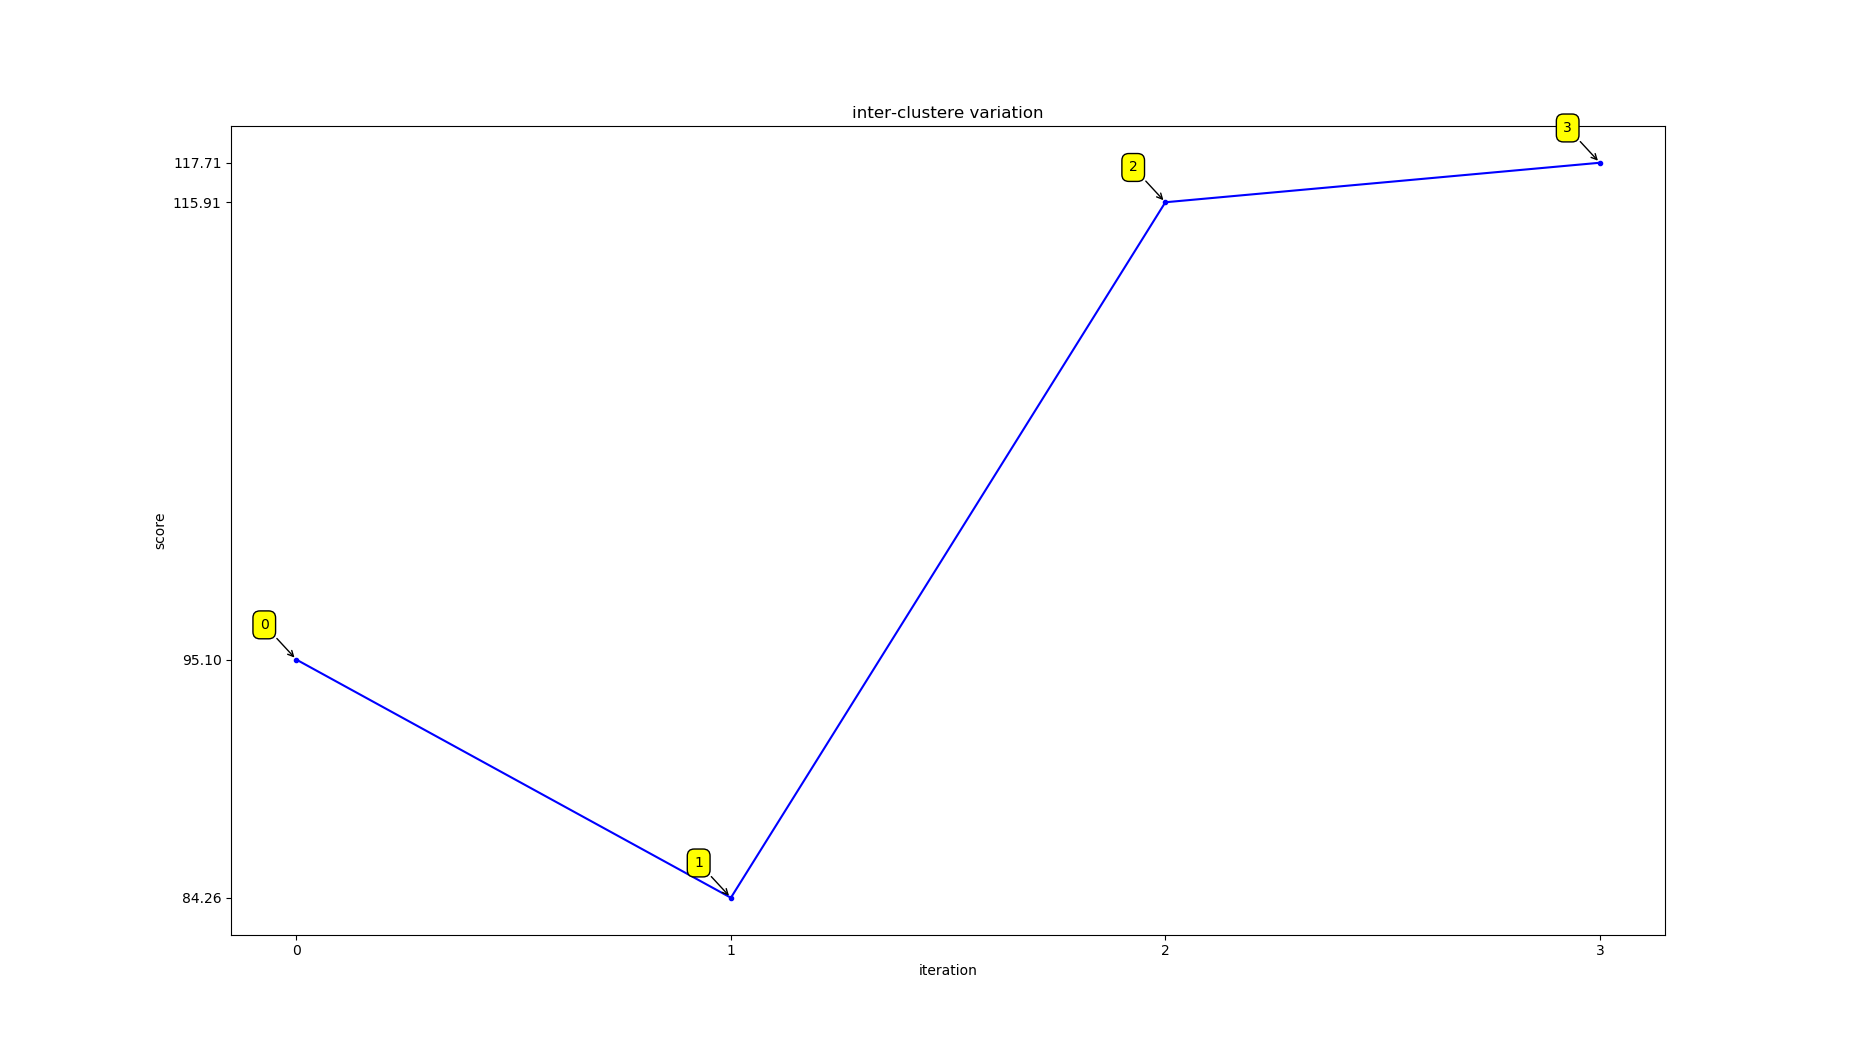 inter-clustere variation
3
117.71
2
115.91
score
0
95.10
1
84.26
0 1 2 3
iteration